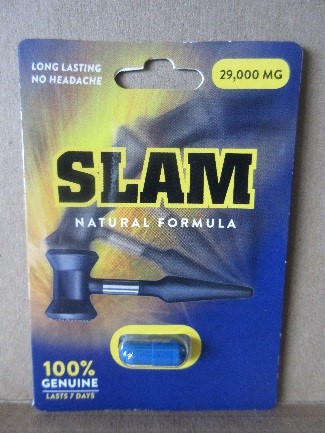 LONG LASTING
NO HEADACHE
29,000 MG
SLAM
NATURAL FORMULA
100%
GENUINE
LASTS 7 DAYS